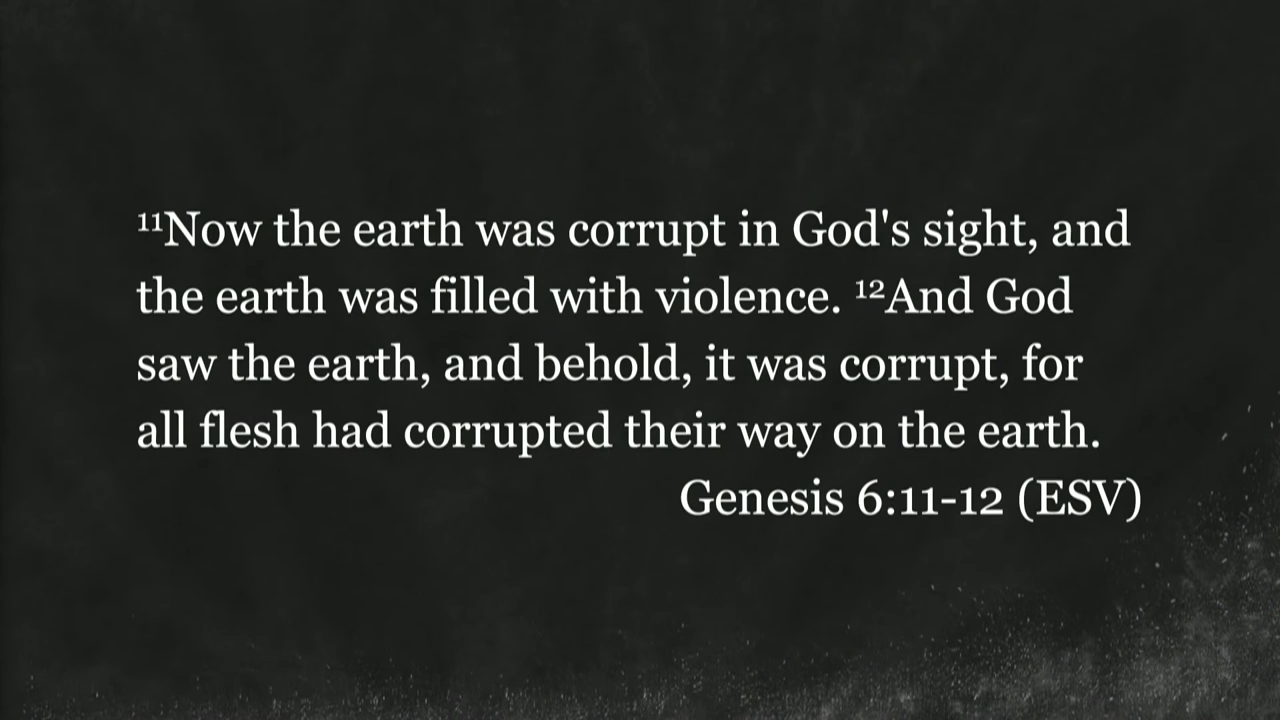 ¹¹Now the earth was corrupt in God's sight, and
the earth was filled with violence. ¹²And God
saw the earth, and behold, it was corrupt, for
all flesh had corrupted their way on the earth.
Genesis 6:11-12 (ESV)